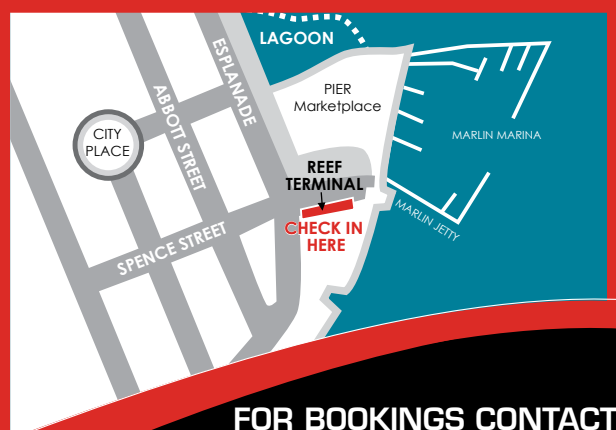 LAGOON
ESPLANADE
PIER
Marketplace
ABBOTT STREET
CITY
PLACE
MARLIN MARINA
REEF
TERMINAL
MARLIN JETTY
CHECK IN
HERE
SPENCE STREET
FOR BOOKINGS CONTACT